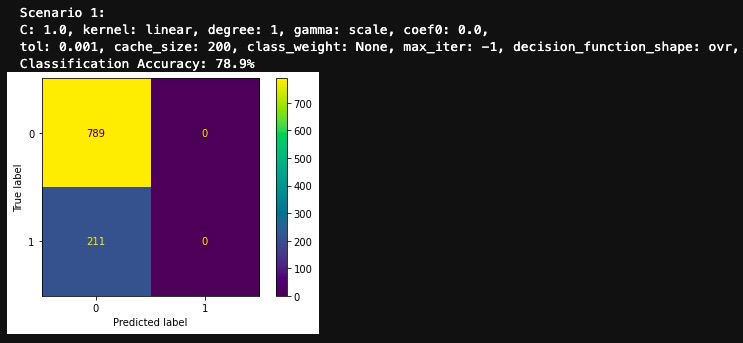 Scenario 1:
C: 1.0, kernel: linear, degree: 1, gamma: scale, coef0: 0.0,
tol: 0.001, cache_size: 200, class_weight: None, max_iter: -1, decision_function_shape: ovr,
Classification Accuracy: 78.9%
700
0
789
0
600
500
True label
400
300
1
211
0
200
100
0
0
1
Predicted label